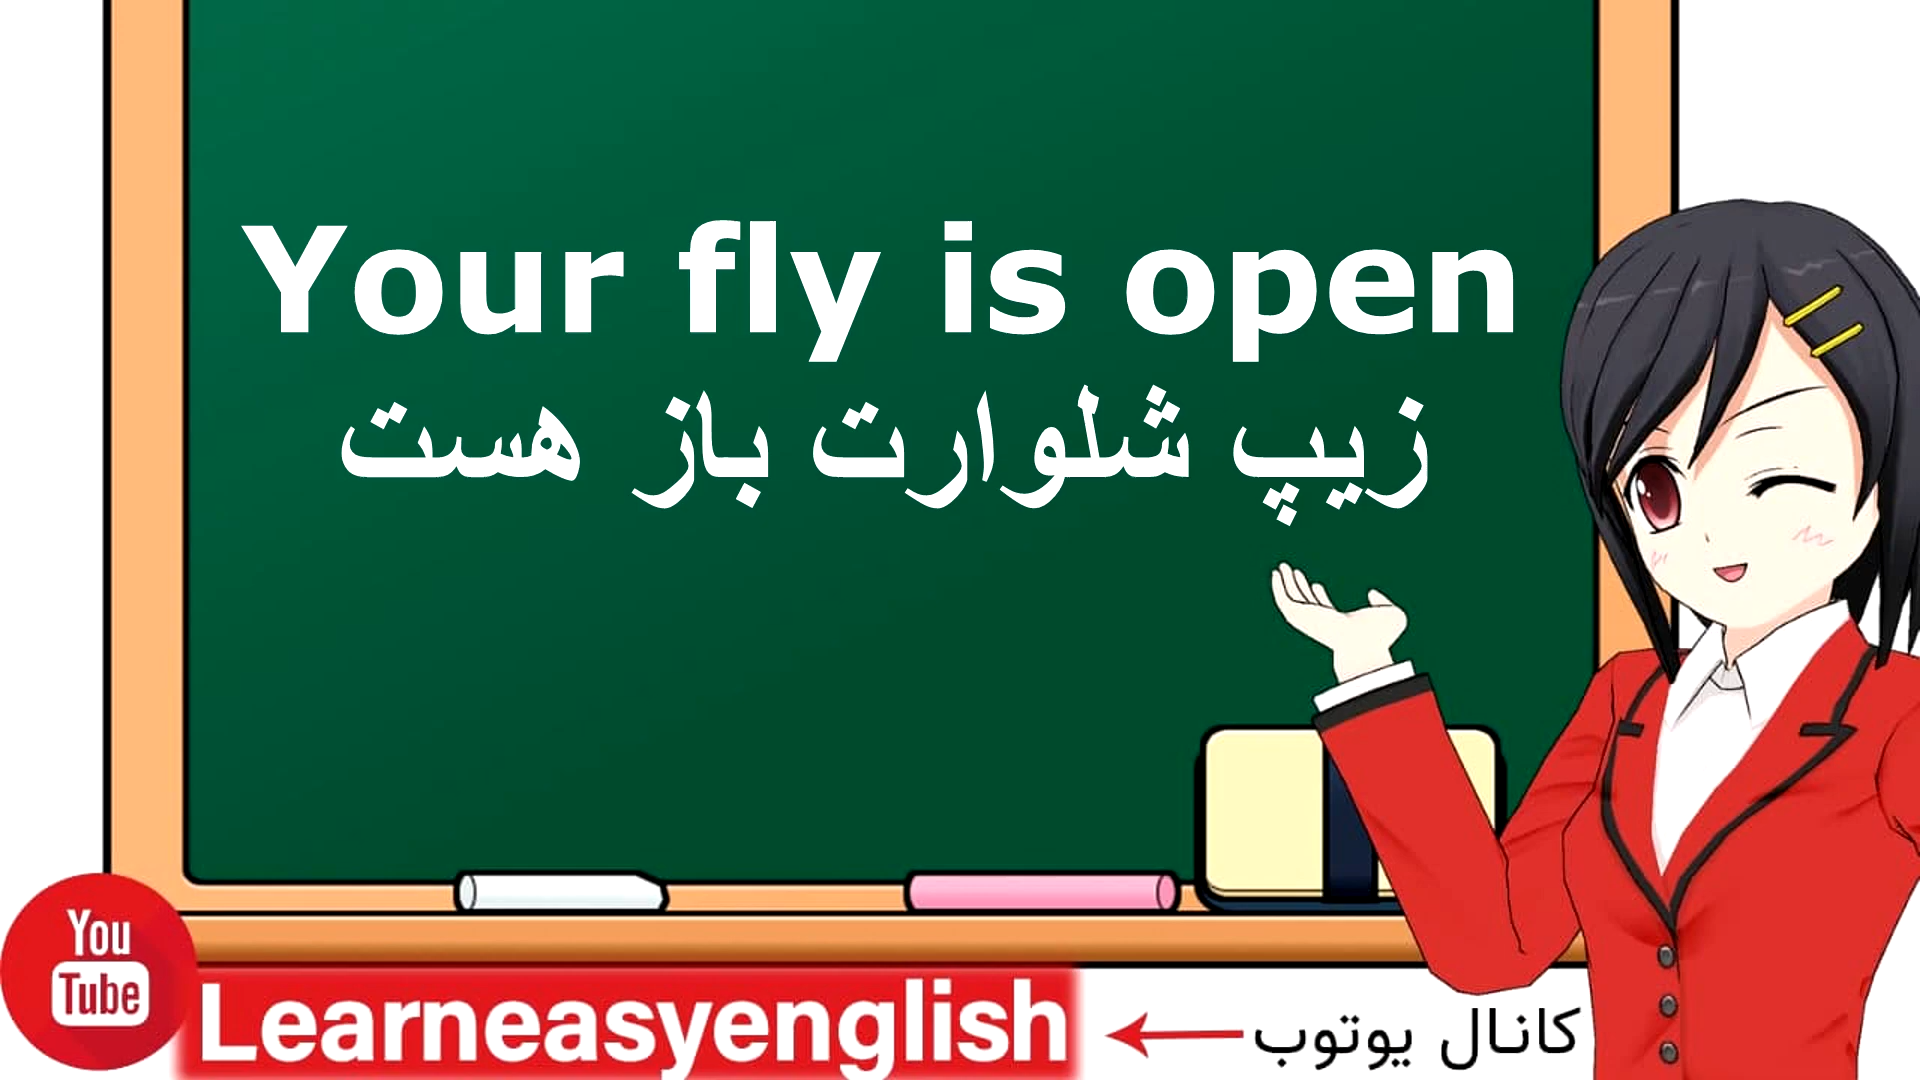 Your fly is open
زیپ شلوارت باز هست
You
Tube
Learneasyenglish
کانال یوتوب